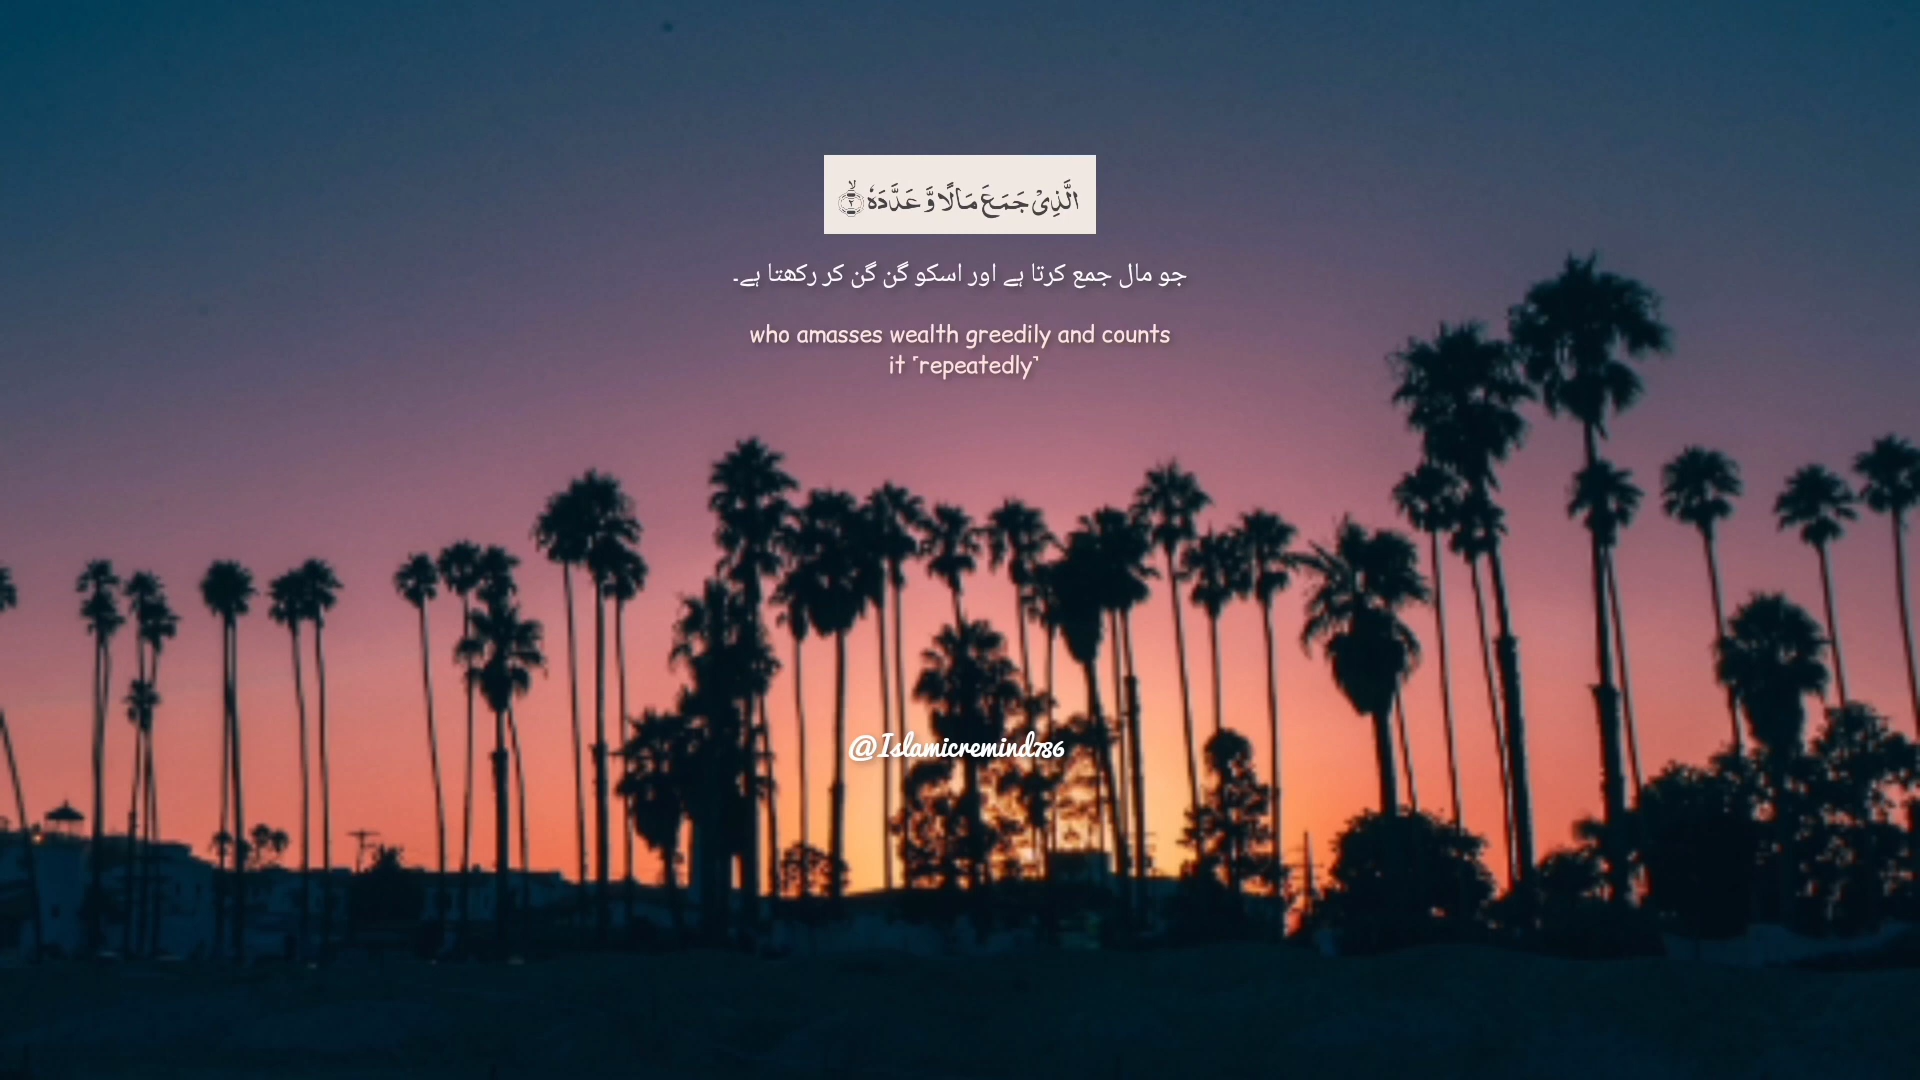 الَّذِىْ جَمَعَ مَالًا وَّ عَدَّدَهٗ ۙ‏﴿۲﴾
جو مال جمع کرتا ہے اور اسکو گن گن کر رکھتا ہے۔
who amasses wealth greedily and counts
it ˹repeatedly˺
@Islamicremind786